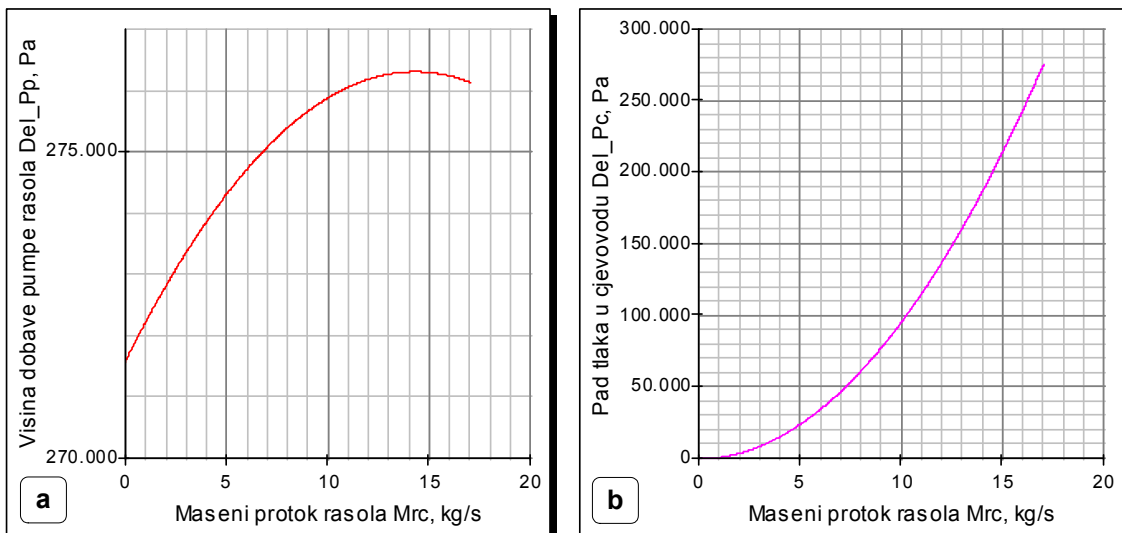 Visina dobave pumpe rasola Del_Pp, Pa
275.000
270.000
0 5 10 15 20
Maseni protok rasola Mrc, kg/s
a
Pad tlaka u cjevovodu Del_Pc, Pa
300.000
250.000
200.000
150.000
100.000
50.000
0
0 5 10 15 20
Maseni protok rasola Mrc, kg/s
b